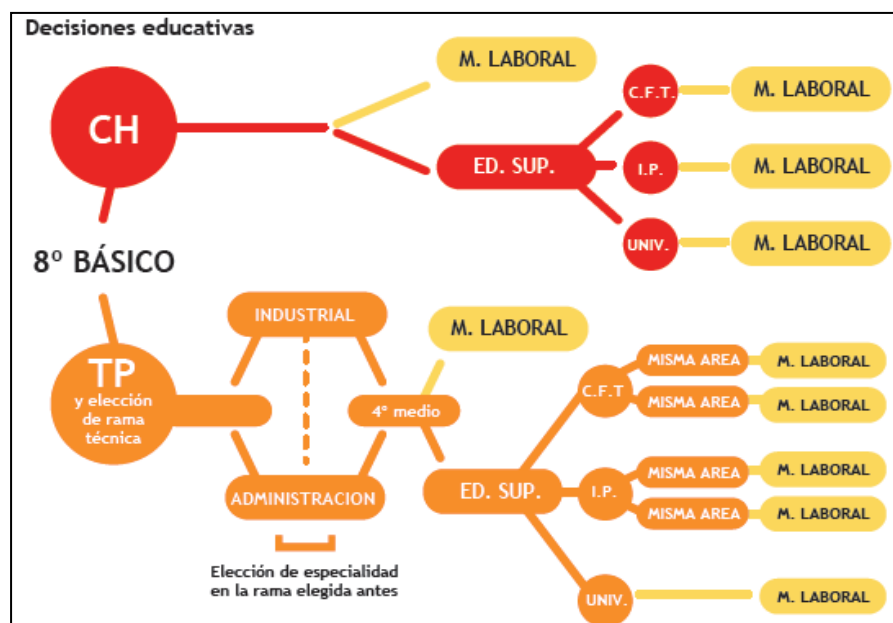 Decisiones educativas
M. LABORAL
CH
C.F.T.
M. LABORAL
ED. SUP.
I.P.
M. LABORAL
UNIV.
M. LABORAL
8º BÁSICO
INDUSTRIAL
M. LABORAL
TP
y elección
de rama
técnica
4º medio
ADMINISTRACION
Elección de especialidad
en la rama elegida antes
ED. SUP.
C.F.T
MISMA AREA
M. LABORAL
MISMA AREA
M. LABORAL
I.P.
MISMA AREA
M. LABORAL
MISMA AREA
M. LABORAL
UNIV.
M. LABORAL